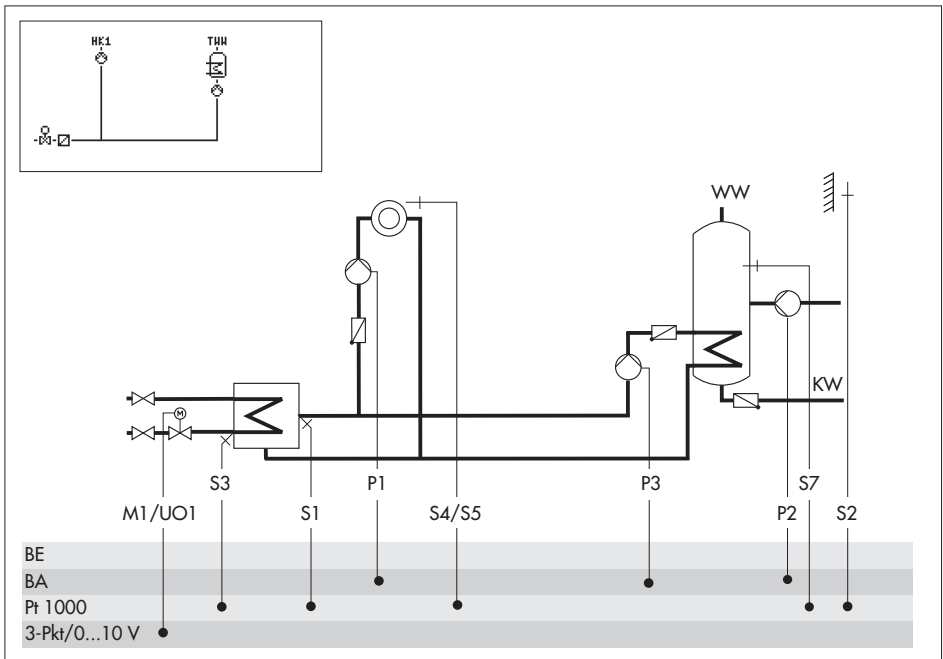 HK1 TWW
WW
KW
S3 P1 P3 S7
M1/UO1 S1 S4/S5 P2 S2
M
BE
BA
Pt 1000
3-Pkt/0...10 V